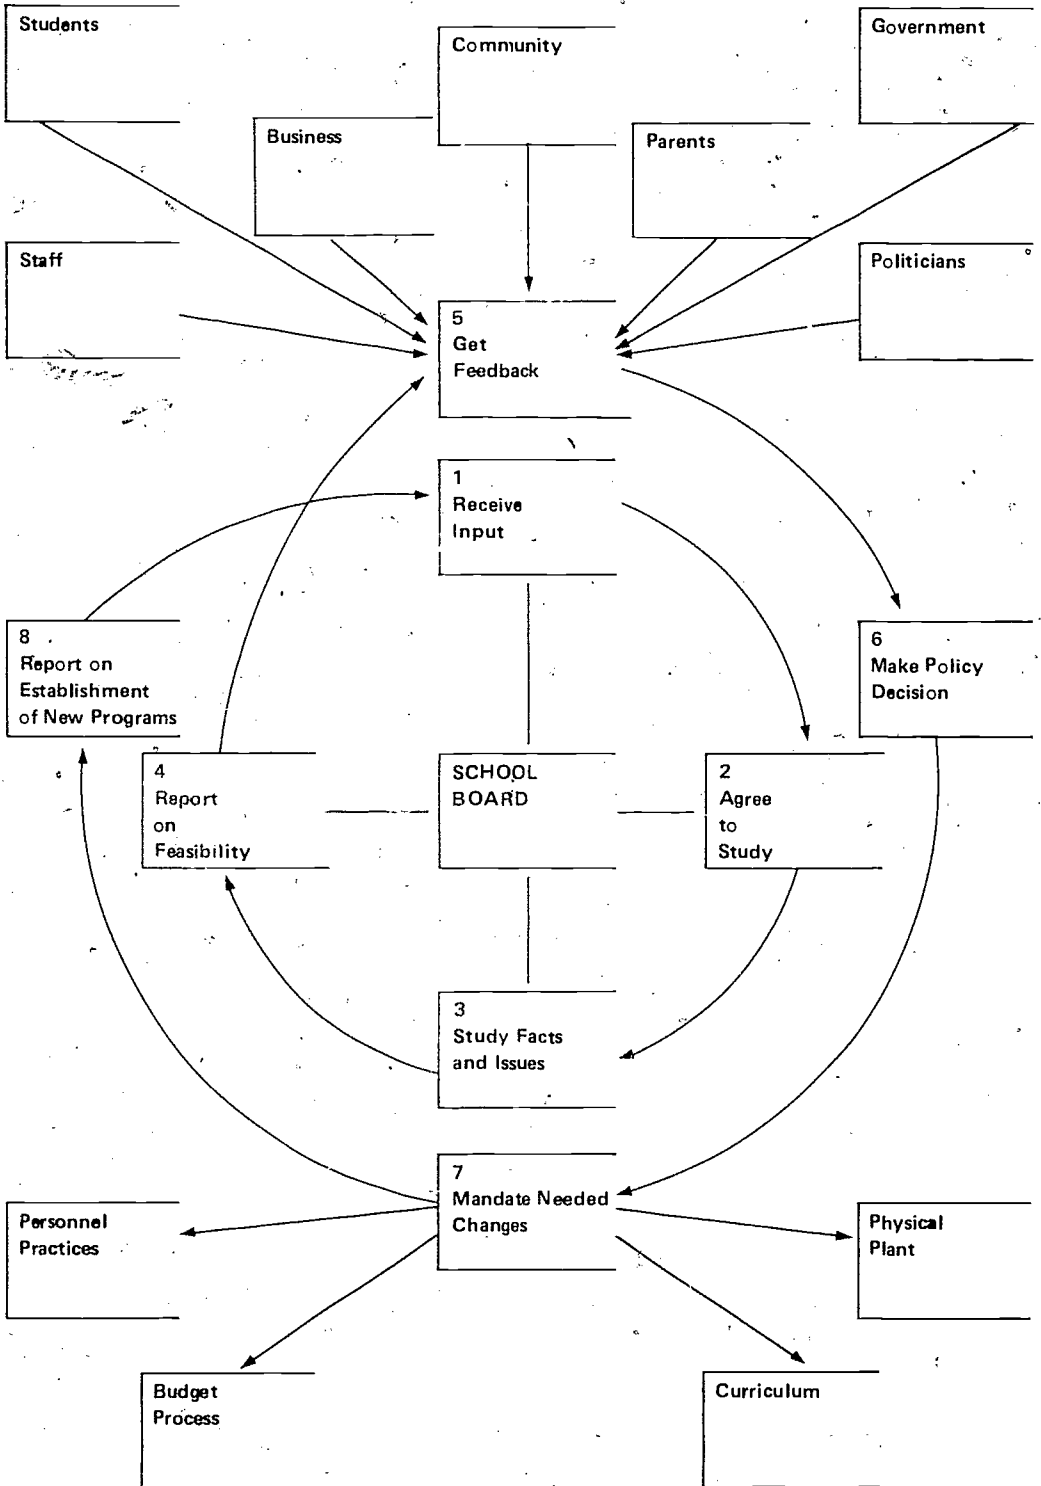 Students
Community
Government
Business
Parents
Staff
Politicians
5
Get
Feedback
1
Receive
Input
8
Report on
Establishment
of New Programs
6
Make Policy
Decision
4
Report
on
Feasibility
SCHOOL
BOARD
2
Agree
to
Study
3
Study Facts
and Issues
7
Mandate Needed
Changes
Personnel
Practices
Physical
Plant
Budget
Process
Curriculum